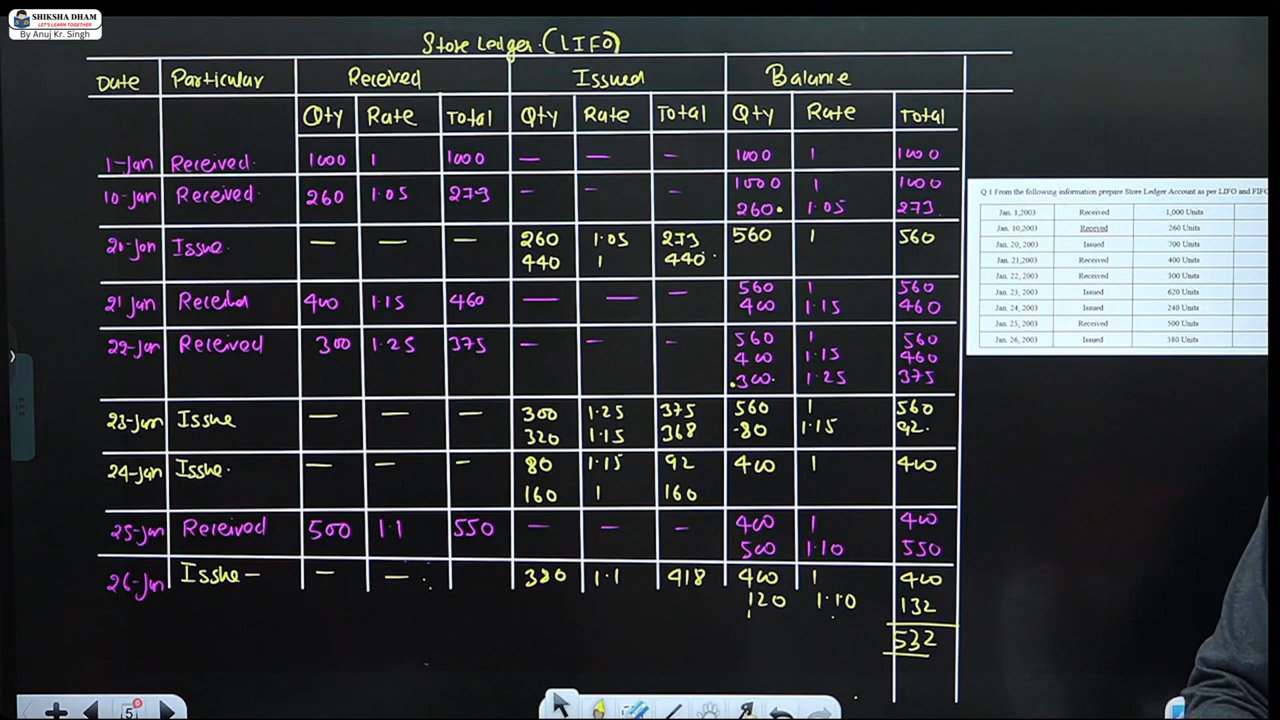 SHIKSHA DHAM
LET'S LEARN TOGETHER
By Anuj Kr. Singh
Store Ledger. (LIFO)
Date Particular Received Issued Balance
Qty Rate Total Qty Rate Total Qty Rate Total
1-Jan Received. 1000 1 1000 — — — 1000 1 1000
10-Jan Received. 260 1.05 273 - - - 1000 1 1000
260. 1.05 273.
20-Jan Issue. — — — 260 1.05 273 560 1 560
440 1 440.
21 Jan Received 400 1.15 460 — — - 560 1 560
400 1.15 460
22-Jan Received 300 1.25 375 - - - 560 1 560
400 1.15 460
.300. 1.25 375
23-Jan Issue — — — 300 1.25 375 560 1 560
320 1.15 368 .80 1.15 92.
24-Jan Issue. — — - 80 1.15 92 400 1 400
160 1 160
25-Jan Received 500 1.1 550 — — - 400 1 400
500 1.10 550
26-Jan Issue — — — 380 1.1 418 400 1 400
120 1.10 132
532
Q 1 From the following information prepare Store Ledger Account as per LIFO and FIFO
Jan. 1,2003 Received 1,000 Units
Jan. 10,2003 Receved 260 Units
Jan. 20, 2003 Issued 700 Units
Jan. 21,2003 Received 400 Units
Jan. 22, 2003 Received 300 Units
Jan. 23, 2003 Issued 620 Units
Jan. 24, 2003 Issued 240 Units
Jan. 25, 2003 Received 500 Units
Jan. 26, 2003 Issued 380 Units
5